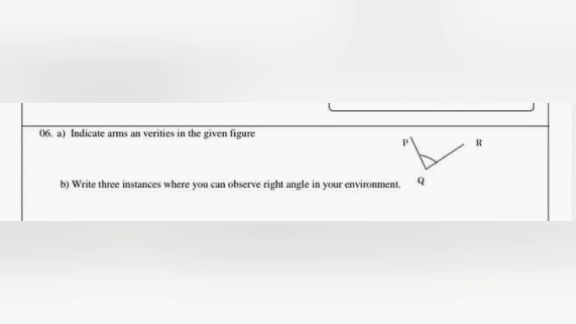 06. a) Indicate arms an verities in the given figure
P
R
Q
b) Write three instances where you can observe right angle in your environment.